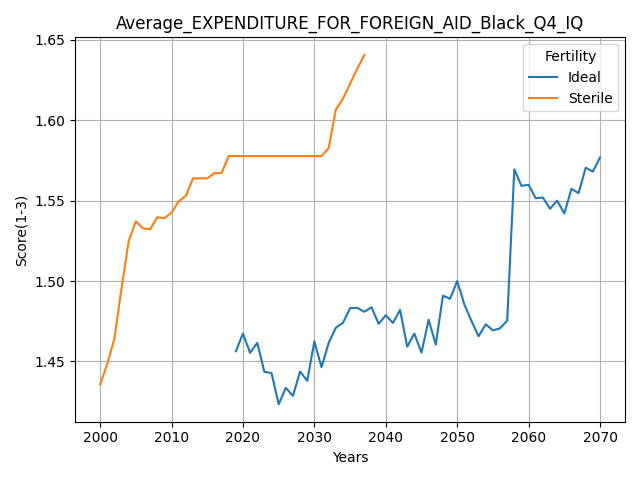 Average_EXPENDITURE_FOR_FOREIGN_AID_Black_Q4_IQ
Score(1-3)
1.65
1.60
1.55
1.50
1.45
Fertility
Ideal
Sterile
2000 2010 2020 2030 2040 2050 2060 2070
Years